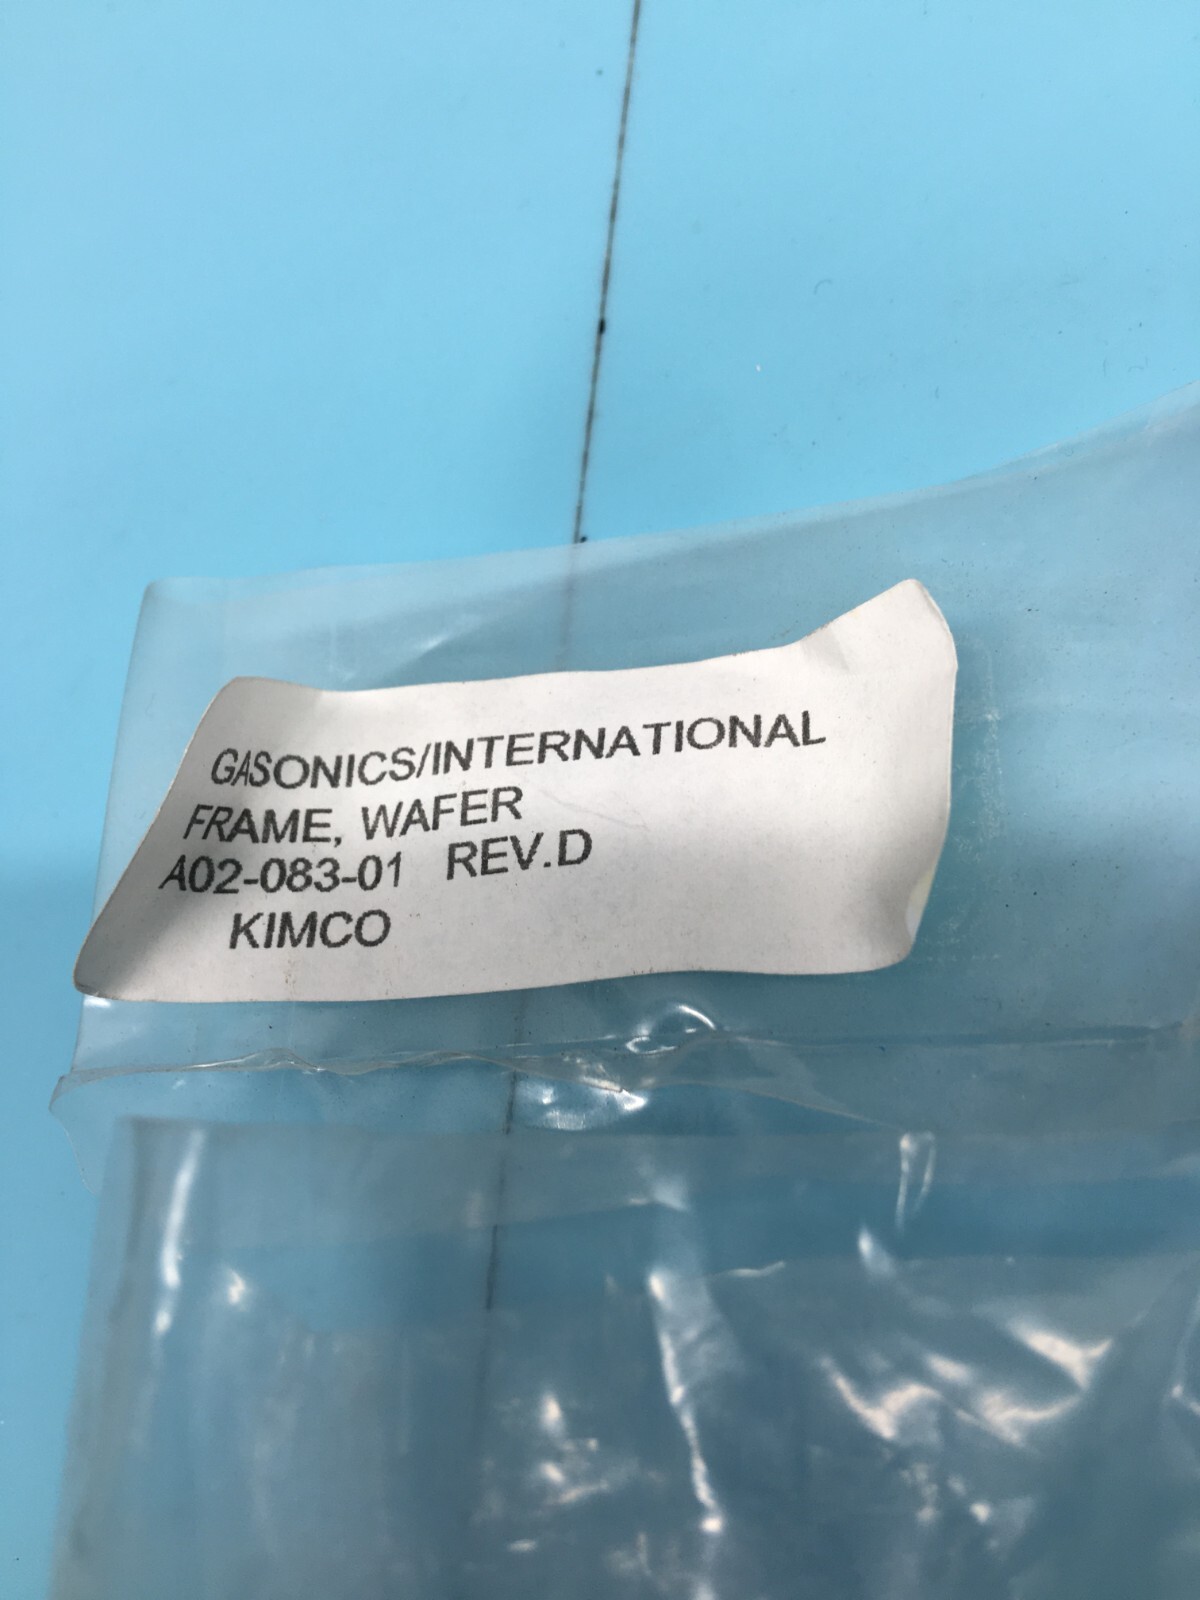 GASONICS/INTERNATIONAL
FRAME, WAFER
A02-083-01 REV.D
KIMCO